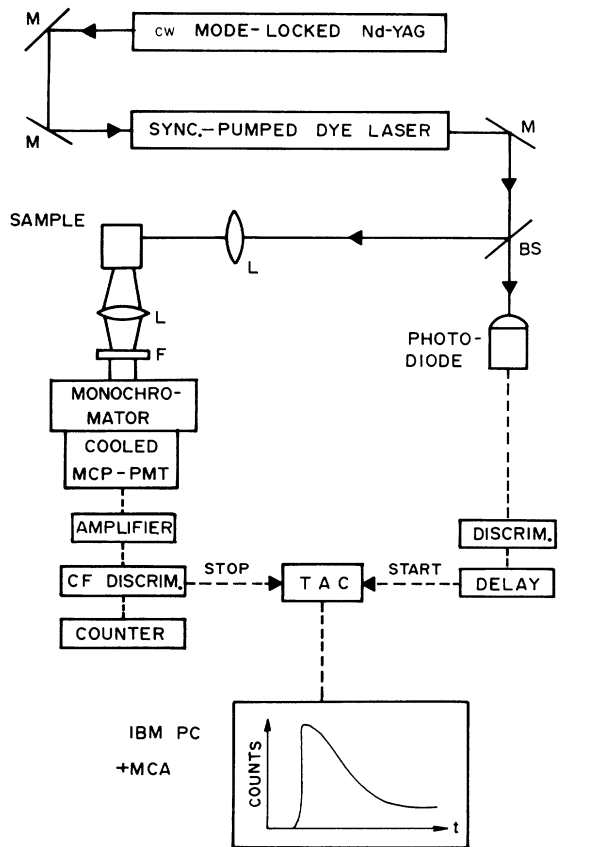 M
CW MODE-LOCKED Nd-YAG
M
SYNC.-PUMPED DYE LASER
M
SAMPLE
L
BS
L
F
PHOTO-
DIODE
MONOCHRO-
MATOR
COOLED
MCP-PMT
AMPLIFIER
DISCRIM.
CF DISCRIM.
STOP
TAC
START
DELAY
COUNTER
IBM PC
+MCA
COUNTS
t